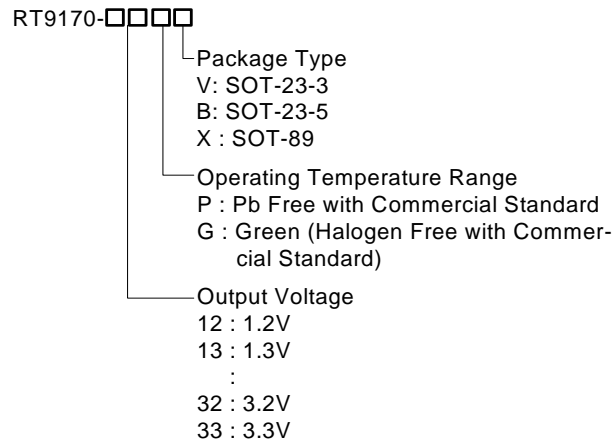 RT9170-□□□□
Package Type
V: SOT-23-3
B: SOT-23-5
X : SOT-89
Operating Temperature Range
P : Pb Free with Commercial Standard
G : Green (Halogen Free with Commer-
cial Standard)
Output Voltage
12 : 1.2V
13 : 1.3V
:
32 : 3.2V
33 : 3.3V